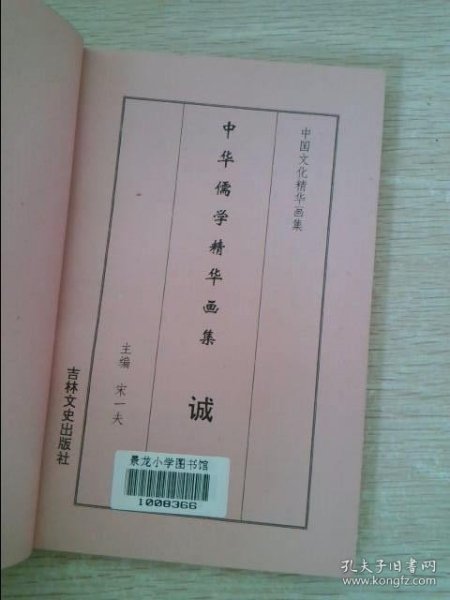 中国文化精华画集
中华儒学精华画集
诚
主编 宋一夫
吉林文史出版社
景龙小学图书馆
1008366
孔夫子旧书网
www.kongfz.com